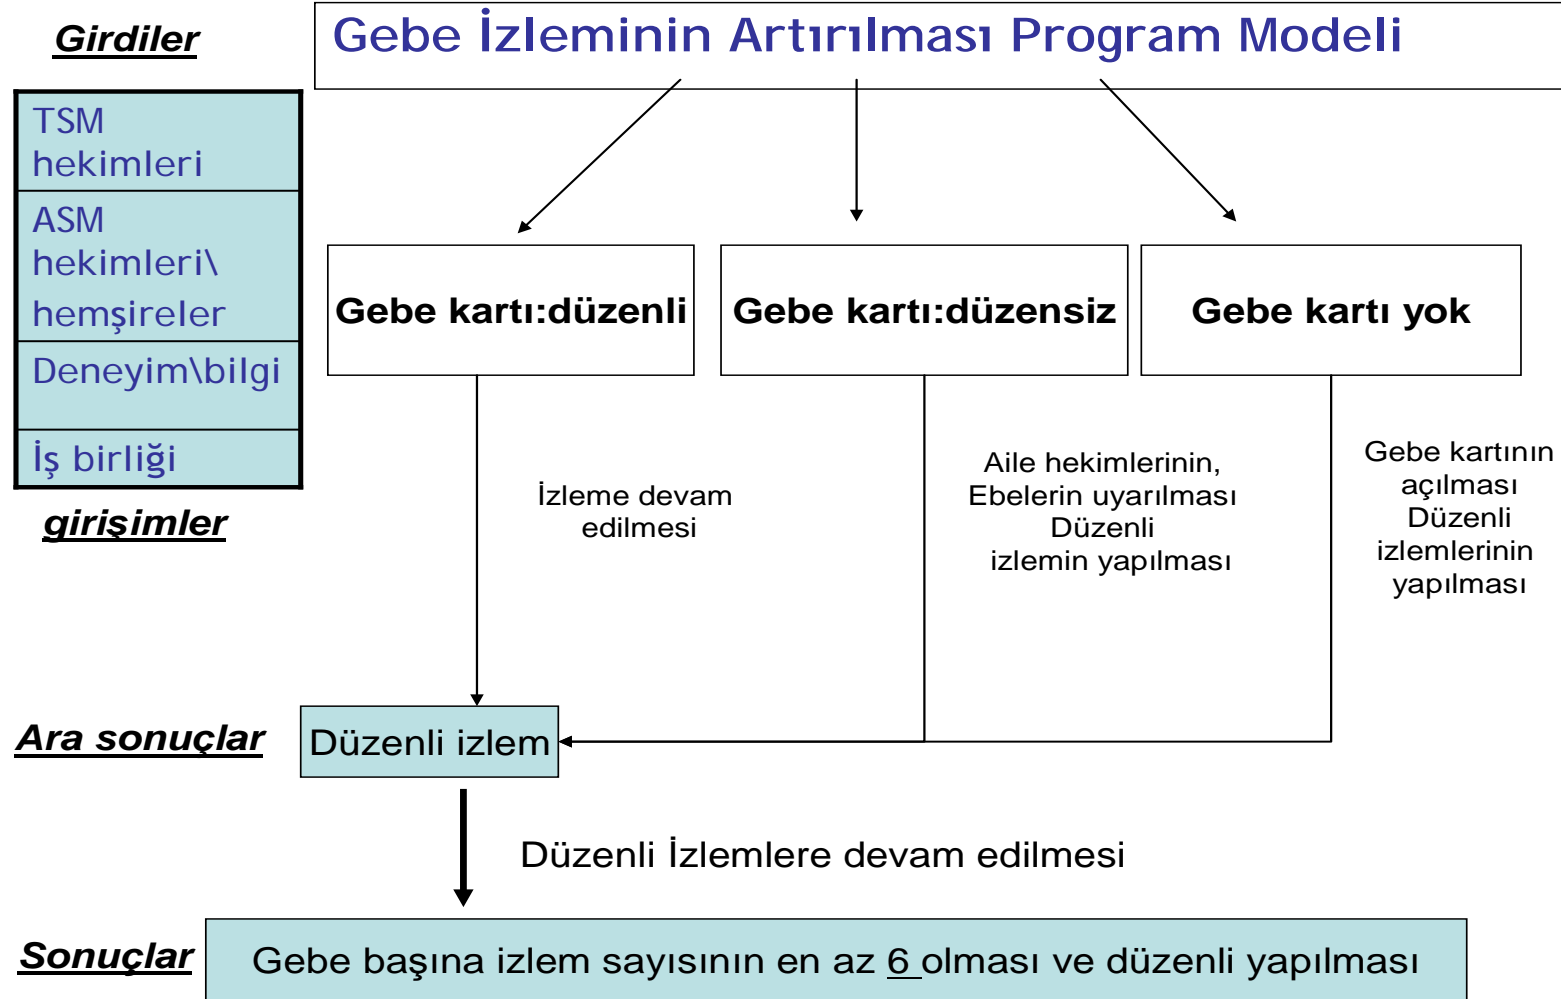 Girdiler
Gebe İzleminin Artırılması Program Modeli
TSM
hekimleri
ASM
hekimleri\
hemşireler
Deneyim\bilgi
İş birliği
Gebe kartı:düzenli
Gebe kartı:düzensiz
Gebe kartı yok
girişimler
İzleme devam
edilmesi
Aile hekimlerinin,
Ebelerin uyarılması
Düzenli
izlemin yapılması
Gebe kartının
açılması
Düzenli
izlemlerinin
yapılması
Ara sonuçlar
Düzenli izlem
Düzenli İzlemlere devam edilmesi
Sonuçlar
Gebe başına izlem sayısının en az 6 olması ve düzenli yapılması